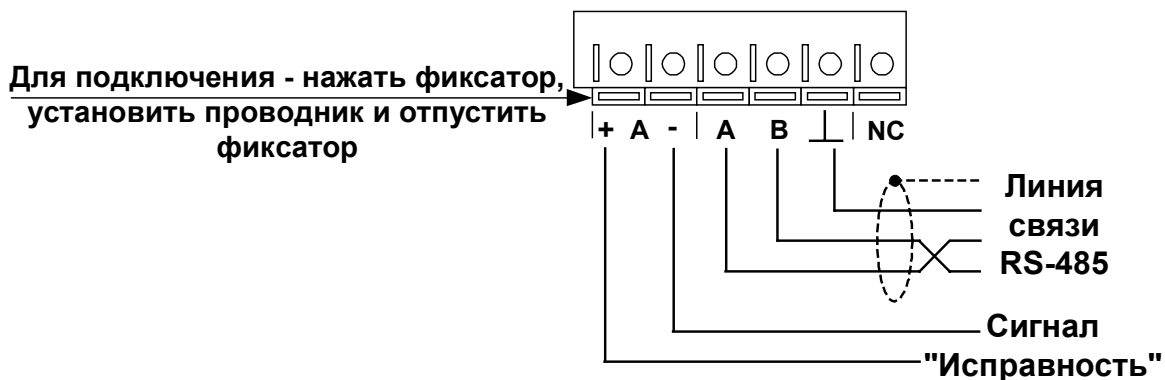 Для подключения - нажать фиксатор,
установить проводник и отпустить
фиксатор
+ A - A B NC
Линия
связи
RS-485
Сигнал
"Исправность"